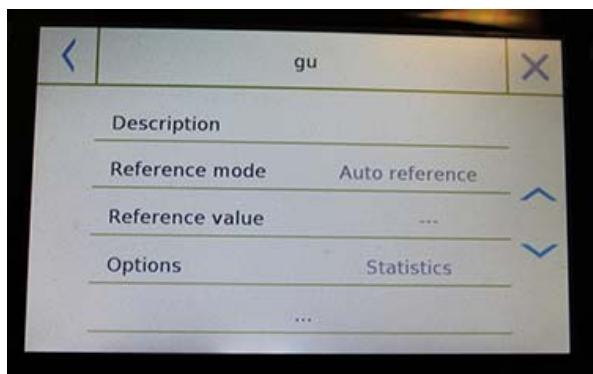 gu
Description
Reference mode Auto reference
Reference value ---
Options Statistics
...